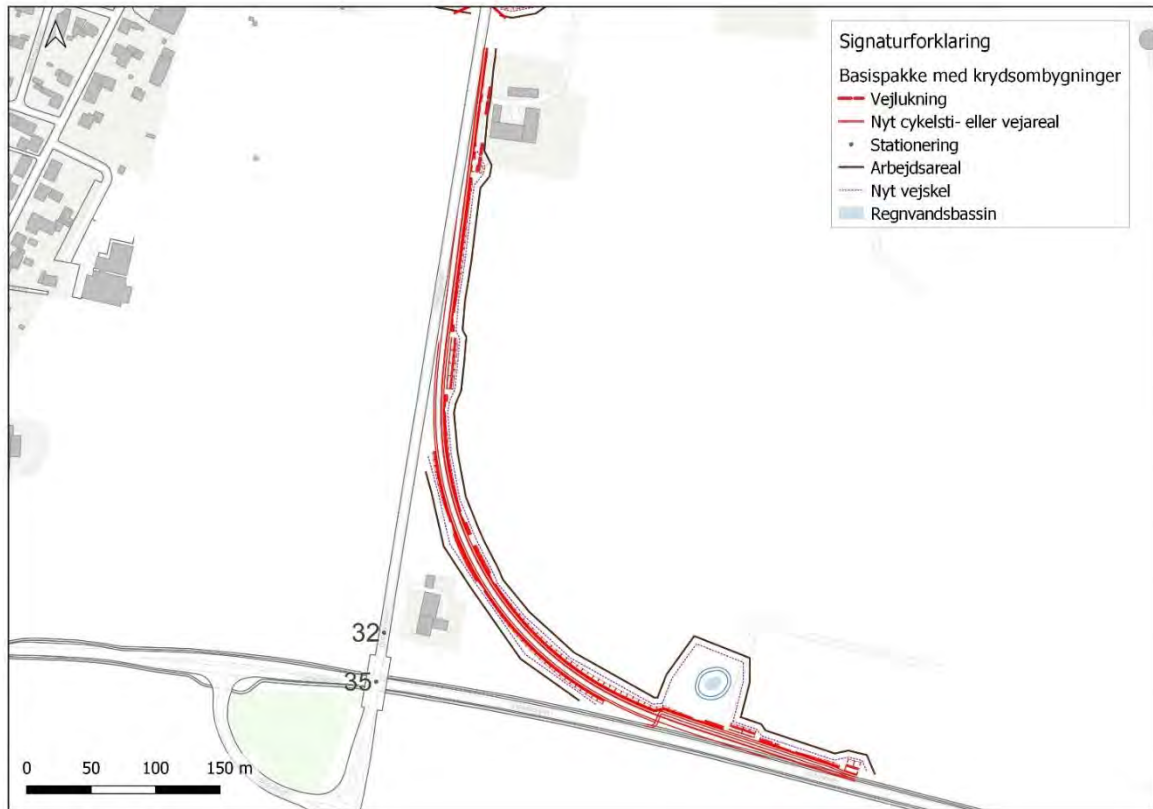 Signaturforklaring
Basispakke med krydsombygninger
Vejlukning
Nyt cykelsti- eller vejareal
Stationering
Arbejdsareal
Nyt vejskel
Regnvandsbassin
32
35
0 50 100 150 m